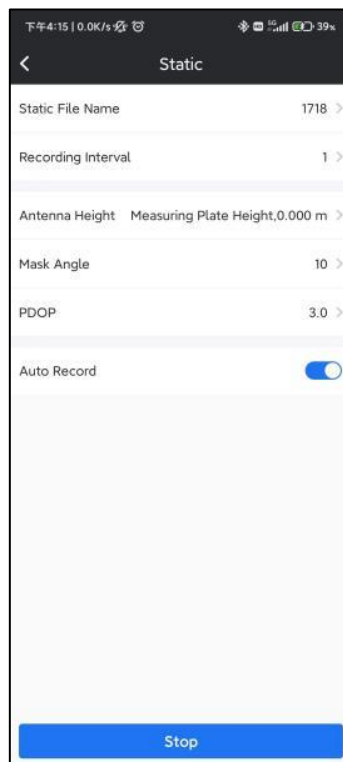 下午4:15 | 0.0K/s 39%
Static
Static File Name 1718
Recording Interval 1
Antenna Height Measuring Plate Height,0.000 m
Mask Angle 10
PDOP 3.0
Auto Record
Stop